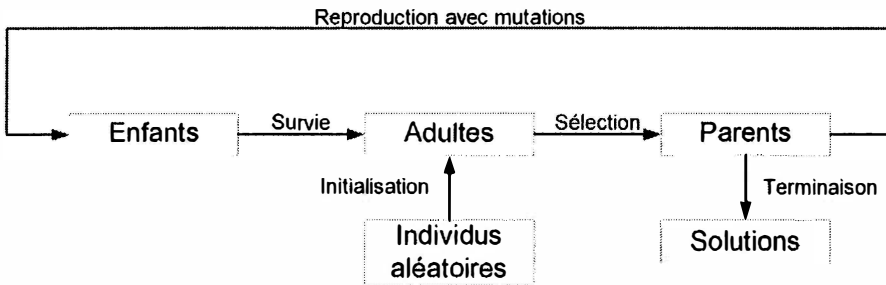 Reproduction avec mutations
Enfants
Survie
Adultes
Sélection
Parents
Initialisation
Terminaison
Individus
aléatoires
Solutions